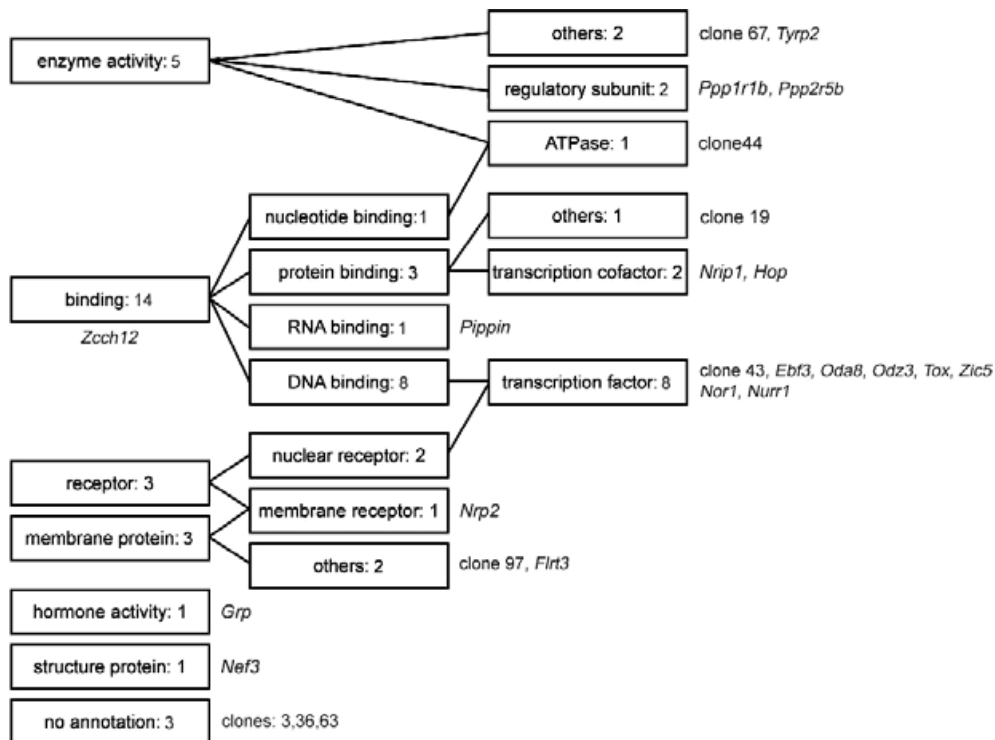 others: 2
clone 67, Tyrp2
enzyme activity: 5
regulatory subunit: 2
Ppp1r1b, Ppp2r5b
ATPase: 1
clone44
nucleotide binding:1
others: 1
clone 19
protein binding: 3
transcription cofactor: 2
Nrip1, Hop
binding: 14
Zcch12
RNA binding: 1
Pippin
DNA binding: 8
transcription factor: 8
clone 43, Ebf3, Oda8, Odz3, Tox, Zic5
Nor1, Nurr1
nuclear receptor: 2
receptor: 3
membrane receptor: 1
Nrp2
membrane protein: 3
others: 2
clone 97, Flrt3
hormone activity: 1
Grp
structure protein: 1
Nef3
no annotation: 3
clones: 3,36,63